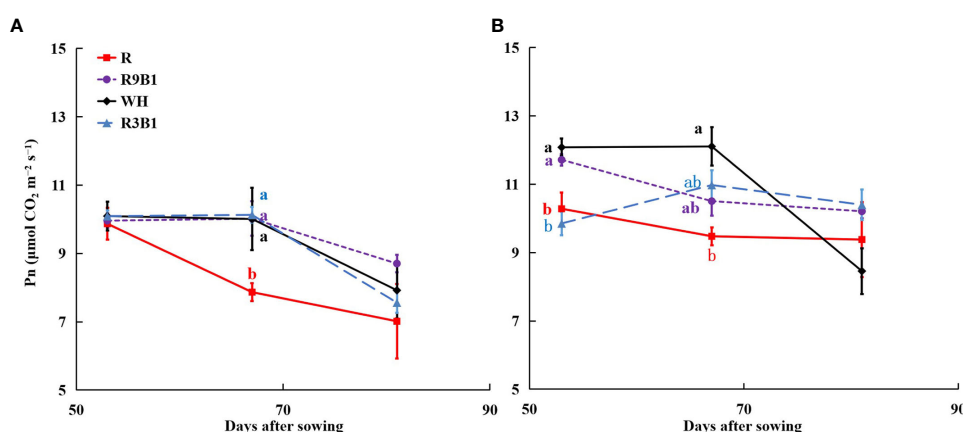 A
B
15
13
11
9
7
5
Pn (μmol CO₂ m⁻² s⁻¹)
R
R9B1
WH
R3B1
a
a
a
b
50
70
90
Days after sowing
15
13
11
9
7
5
a
a
b
b
a
ab
ab
b
50
70
90
Days after sowing